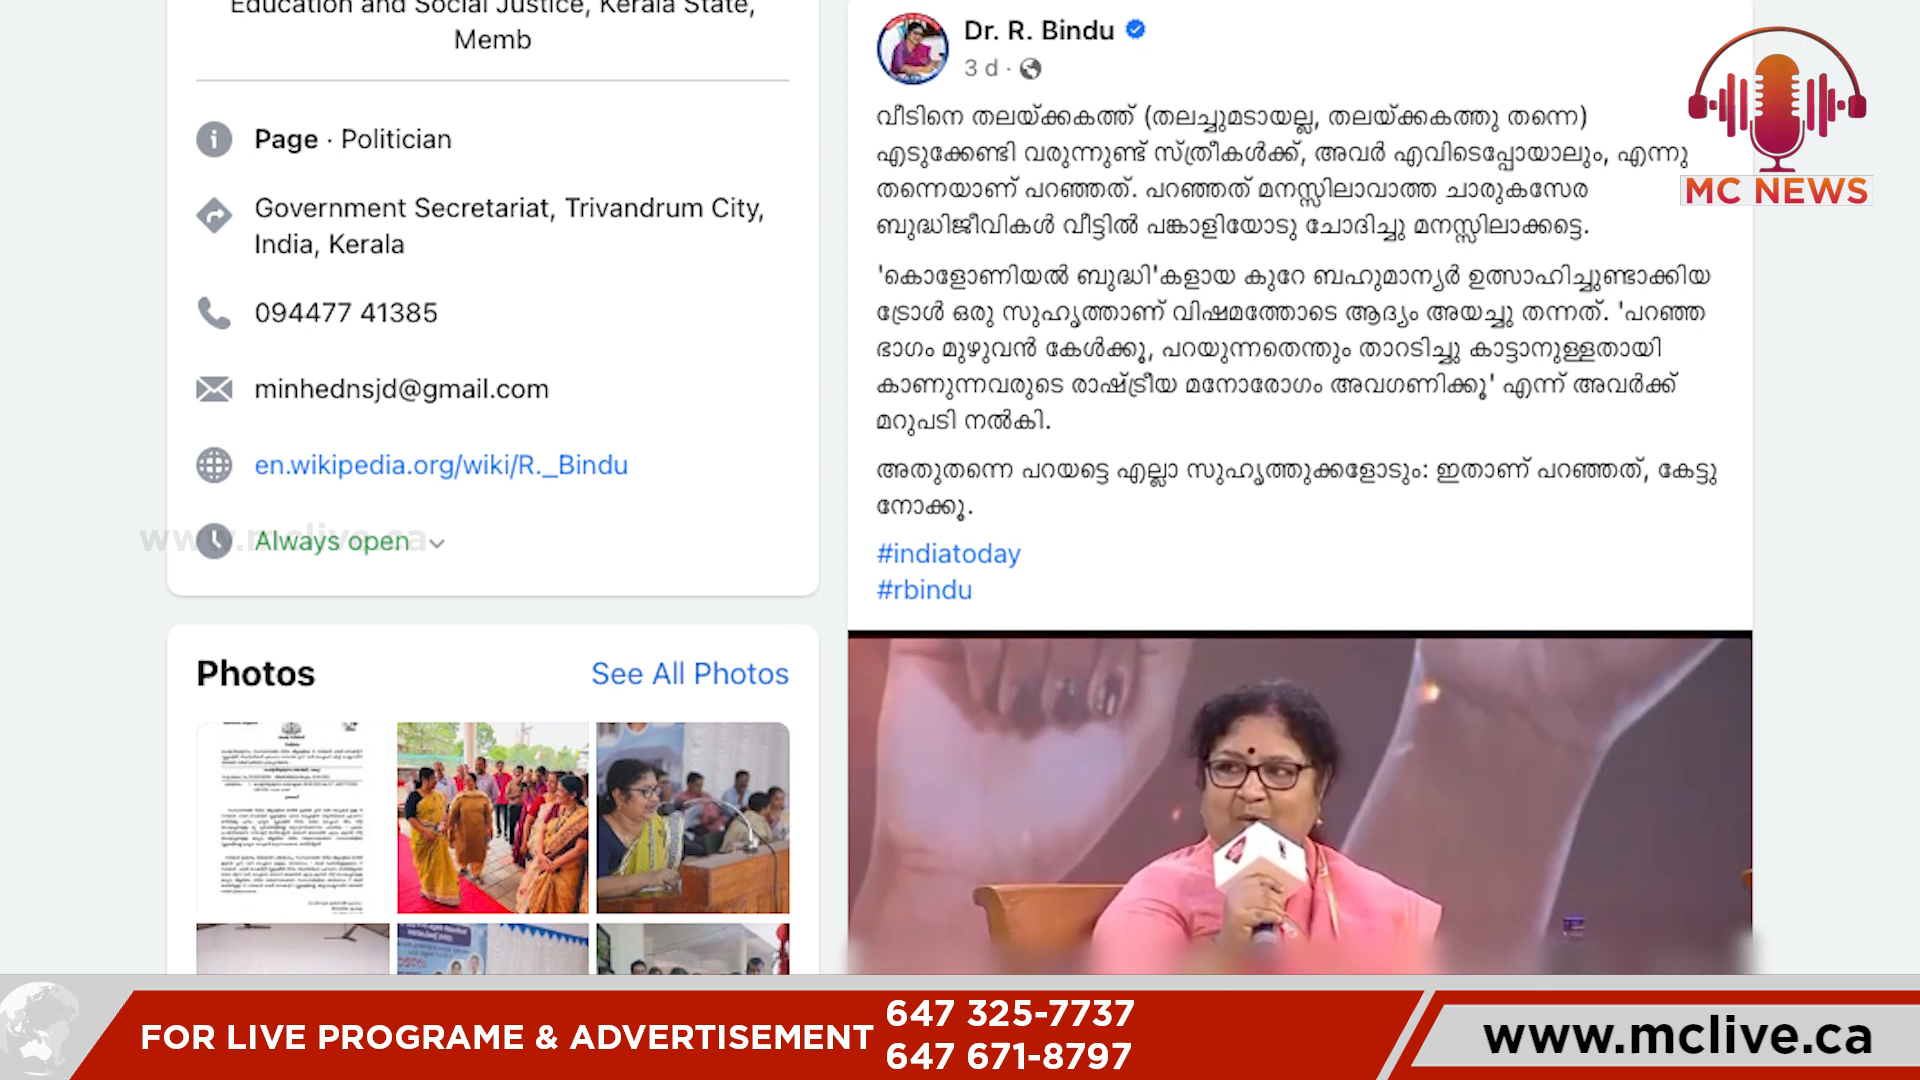 Education and Social Justice, Kerala State,
Memb
Page · Politician
Government Secretariat, Trivandrum City,
India, Kerala
094477 41385
minhednsjd@gmail.com
en.wikipedia.org/wiki/R._Bindu
Always open
www.mclive.ca
Photos
See All Photos
Dr. R. Bindu
3 d ·
വീടിനെ തലയ്ക്കകത്ത് (തലച്ചുമടായല്ല, തലയ്ക്കകത്തു തന്നെ)
എടുക്കേണ്ടി വരുന്നുണ്ട് സ്ത്രീകൾക്ക്, അവർ എവിടെപ്പോയാലും, എന്നു
തന്നെയാണ് പറഞ്ഞത്. പറഞ്ഞത് മനസ്സിലാവാത്ത ചാരുകസേര
ബുദ്ധിജീവികൾ വീട്ടിൽ പങ്കാളിയോടു ചോദിച്ചു മനസ്സിലാക്കട്ടെ.
'കൊളോണിയൽ ബുദ്ധി'കളായ കുറേ ബഹുമാന്യർ ഉത്സാഹിച്ചുണ്ടാക്കിയ
ട്രോൾ ഒരു സുഹൃത്താണ് വിഷമത്തോടെ ആദ്യം അയച്ചു തന്നത്. 'പറഞ്ഞ
ഭാഗം മുഴുവൻ കേൾക്കൂ, പറയുന്നതെന്തും താറടിച്ചു കാട്ടാനുള്ളതായി
കാണുന്നവരുടെ രാഷ്ട്രീയ മനോരോഗം അവഗണിക്കൂ' എന്ന് അവർക്ക്
മറുപടി നൽകി.
അതുതന്നെ പറയട്ടെ എല്ലാ സുഹൃത്തുക്കളോടും: ഇതാണ് പറഞ്ഞത്, കേട്ടു
നോക്കൂ.
#indiatoday
#rbindu
MC NEWS
FOR LIVE PROGRAME & ADVERTISEMENT
647 325-7737
647 671-8797
www.mclive.ca